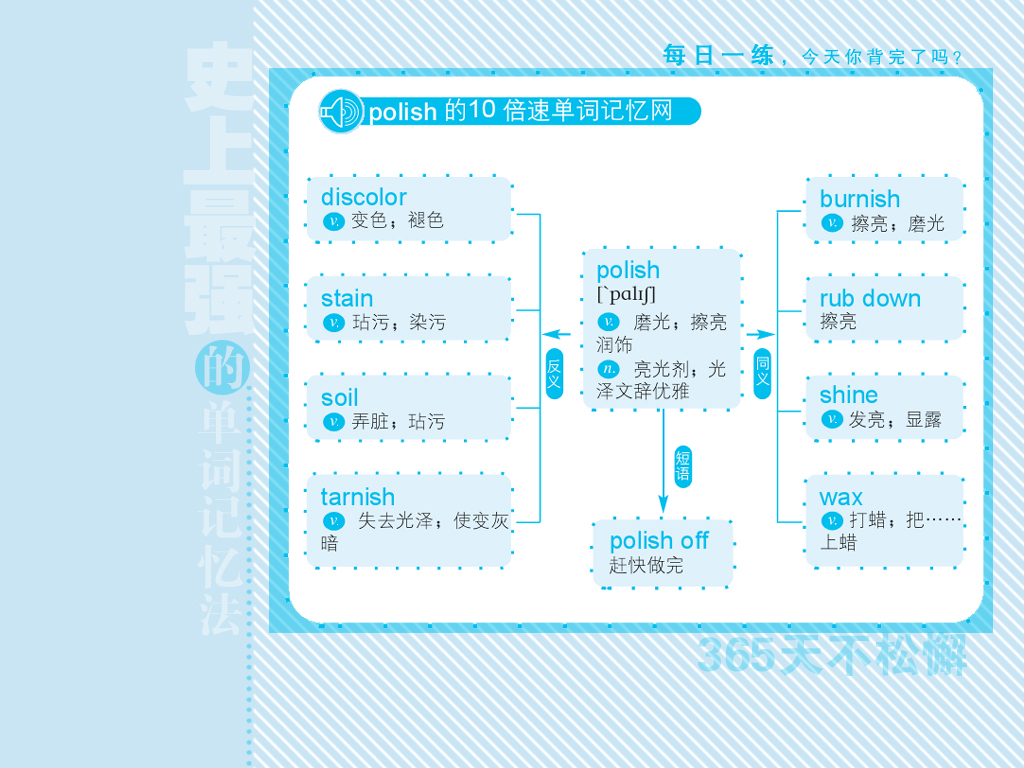 每日一练，今天你背完了吗？
史上最强的单词记忆法
polish 的10 倍速单词记忆网
discolor
v. 变色；褪色
stain
v. 玷污；染污
soil
v. 弄脏；玷污
tarnish
v. 失去光泽；使变灰
暗
反义
polish
[`pɑlɪʃ]
v. 磨光；擦亮
润饰
n. 亮光剂；光
泽文辞优雅
同义
短语
polish off
赶快做完
burnish
v. 擦亮；磨光
rub down
擦亮
shine
v. 发亮；显露
wax
v. 打蜡；把……
上蜡
365天不松懈